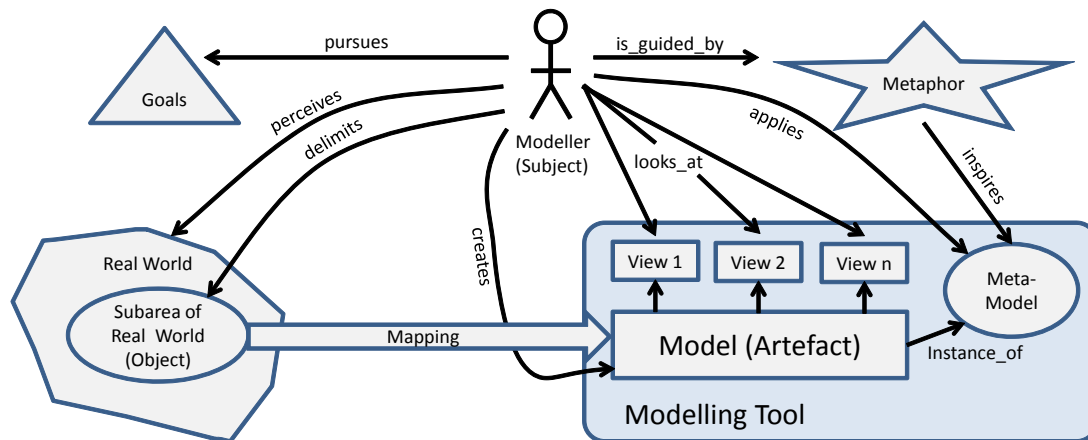 pursues
is_guided_by
Goals
Metaphor
perceives
delimits
applies
Modeller
(Subject)
looks_at
inspires
creates
Real World
View 1
View 2
View n
Meta-
Model
Subarea of
Real World
(Object)
Mapping
Model (Artefact)
Instance_of
Modelling Tool